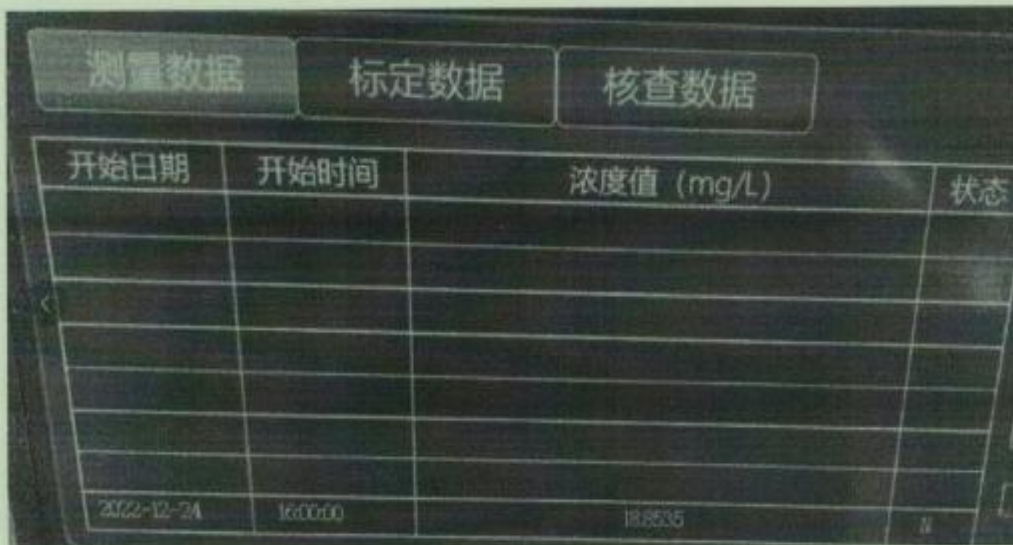 测量数据 标定数据 核查数据
开始日期 开始时间 浓度值 (mg/L) 状态
2022-12-24 16:00:00 18.8535 N